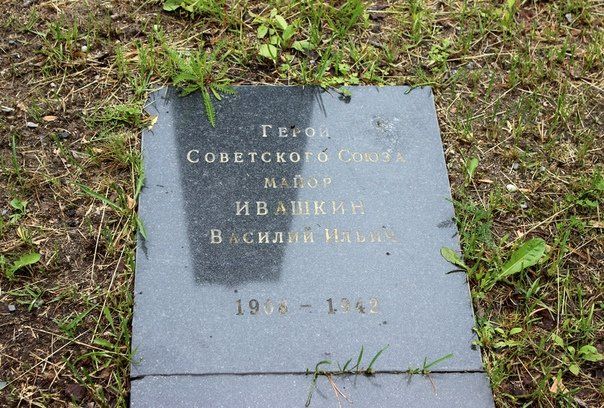 Герой
Советского Союза
майор
ИВАШКИН
Василий Ильич
1908 – 1942